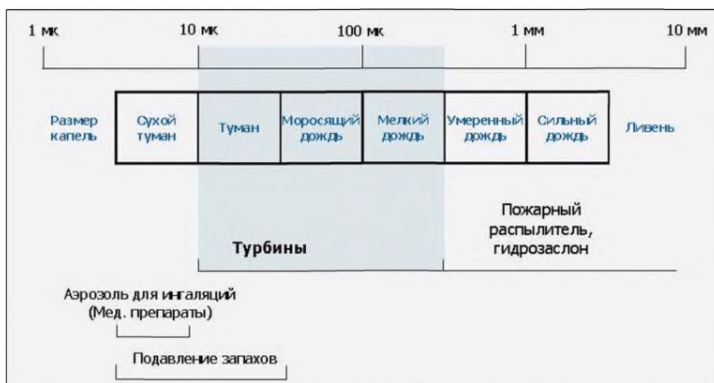 1 мк 10 мк 100 мк 1 мм 10 мм
Размер капель
Сухой туман
Туман
Моросящий дождь
Мелкий дождь
Умеренный дождь
Сильный дождь
Ливень
Пожарный
распылитель,
гидрозаслон
Турбины
Аэрозоль для ингаляций
(Мед. препараты)
Подавление запахов